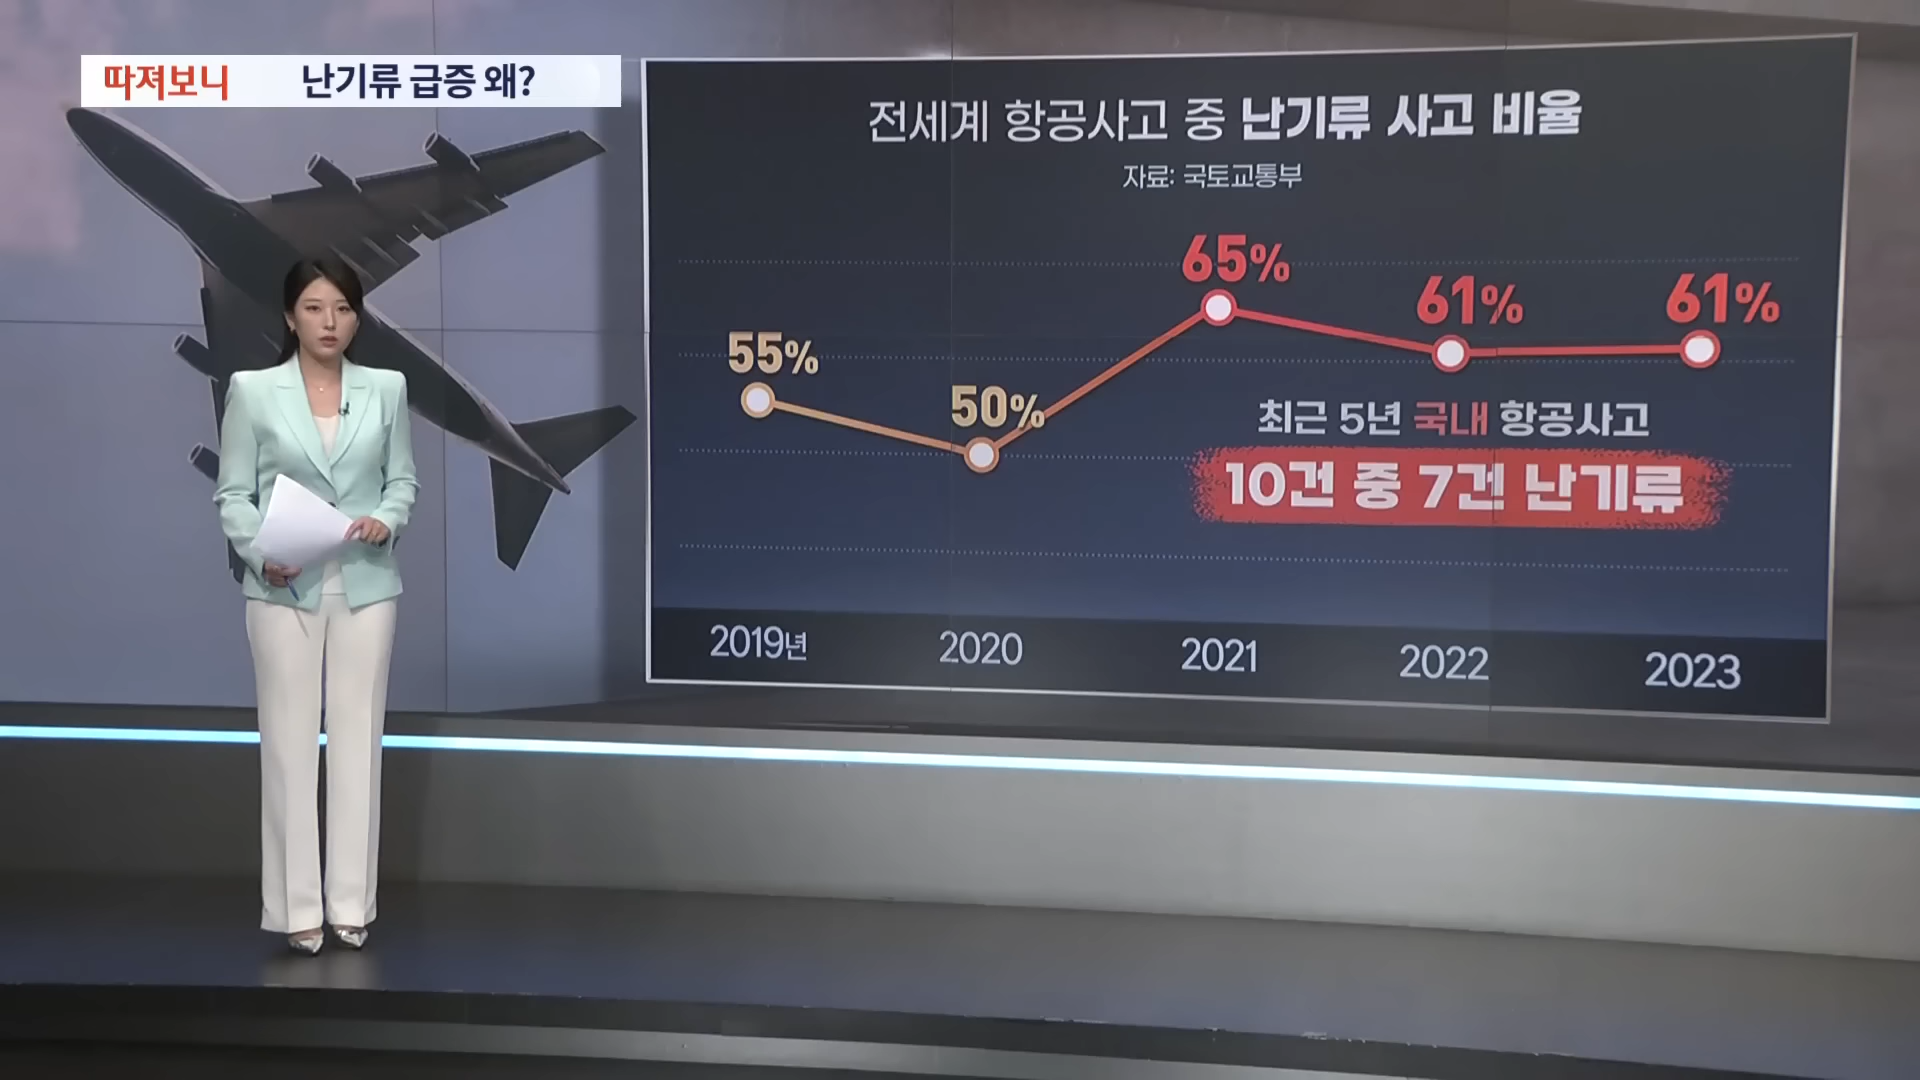 따져보니 난기류 급증 왜?
전세계 항공사고 중 난기류 사고 비율
자료: 국토교통부
65%
61%
61%
55%
50%
최근 5년 국내 항공사고
10건 중 7건 난기류
2019년 2020 2021 2022 2023